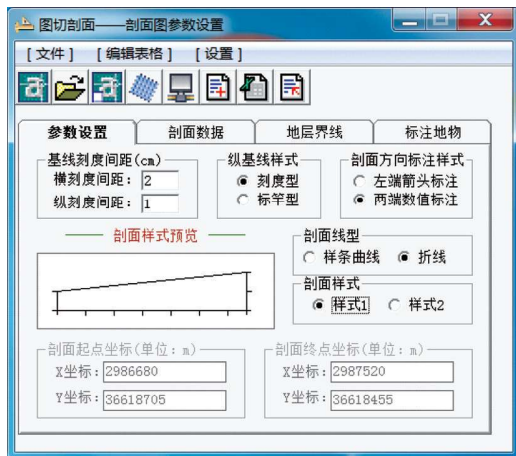 图切剖面——剖面图参数设置
[文件] [编辑表格] [设置]
参数设置 剖面数据 地层界线 标注地物
基线刻度间距(cm) 纵基线样式 剖面方向标注样式
横刻度间距: 2 刻度型 左端箭头标注
纵刻度间距: 1 标竿型 两端数值标注
剖面样式预览 剖面线型
样条曲线 折线
剖面样式
样式1 样式2
剖面起点坐标(单位: m) 剖面终点坐标(单位: m)
X坐标: 2986680 X坐标: 2987520
Y坐标: 36618705 Y坐标: 36618455